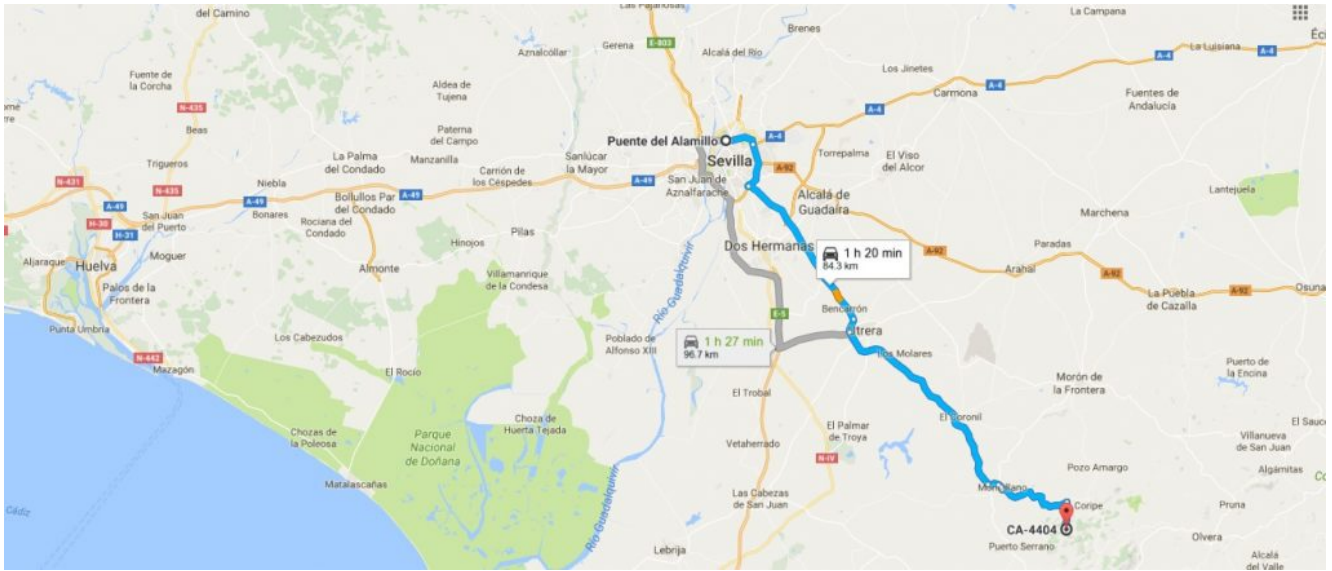 del Camino
Las Pajanosas
La Campana
Aznalcóllar
Gerena
E-803
Alcalá del Río
Brenes
A-4
La Luisiana
Fuente de
la Corcha
Aldea de
Tujena
Los Jinetes
A-4
Carmona
Fuentes de
Andalucía
N-435
Beas
Paterna
del Campo
A-4
A-4
Puente del Alamillo
Trigueros
La Palma
del Condado
Manzanilla
Carrión de
los Céspedes
Sanlúcar
la Mayor
Sevilla
Torrepalma
El Viso
del Alcor
A-92
N-431
N-435
Niebla
A-49
San Juan de
Aznalfarache
Lantejuela
A-49
A-49
A-49
Bollullos Par
del Condado
Alcalá de
Guadaíra
H-30
San Juan
del Puerto
Bonares
Rociana del
Condado
Marchena
H-31
Pilas
Hinojos
Dos Hermanas
Paradas
Aljaraque
Huelva
Moguer
Almonte
Villamanrique
de la Condesa
Río Guadalquivir
1 h 20 min
84.3 km
A-92
Arahal
A-92
Palos de la
Frontera
La Puebla
de Cazalla
A-92
Osuna
Bencarrón
Punta Umbria
E-5
Los Cabezudos
Poblado de
Alfonso XIII
1 h 27 min
96.7 km
trera
Los Molares
N-442
Mazagón
El Rocío
Puerto de
la Encina
Morón de
la Frontera
El Trobal
Choza de
Huerta Tejada
El Coronil
Chozas de
la Poleosa
Parque
Nacional
de Doñana
El Palmar
de Troya
El Sauce
Vetaherrado
Villanueva
de San Juan
N-IV
Pozo Amargo
Algámitas
Matalascañas
Las Cabezas
de San Juan
Coripe
Pruna
Cádiz
Río Guadalquivir
CA-4404
Puerto Serrano
Olvera
Lebrija
Alcalá
del Valle